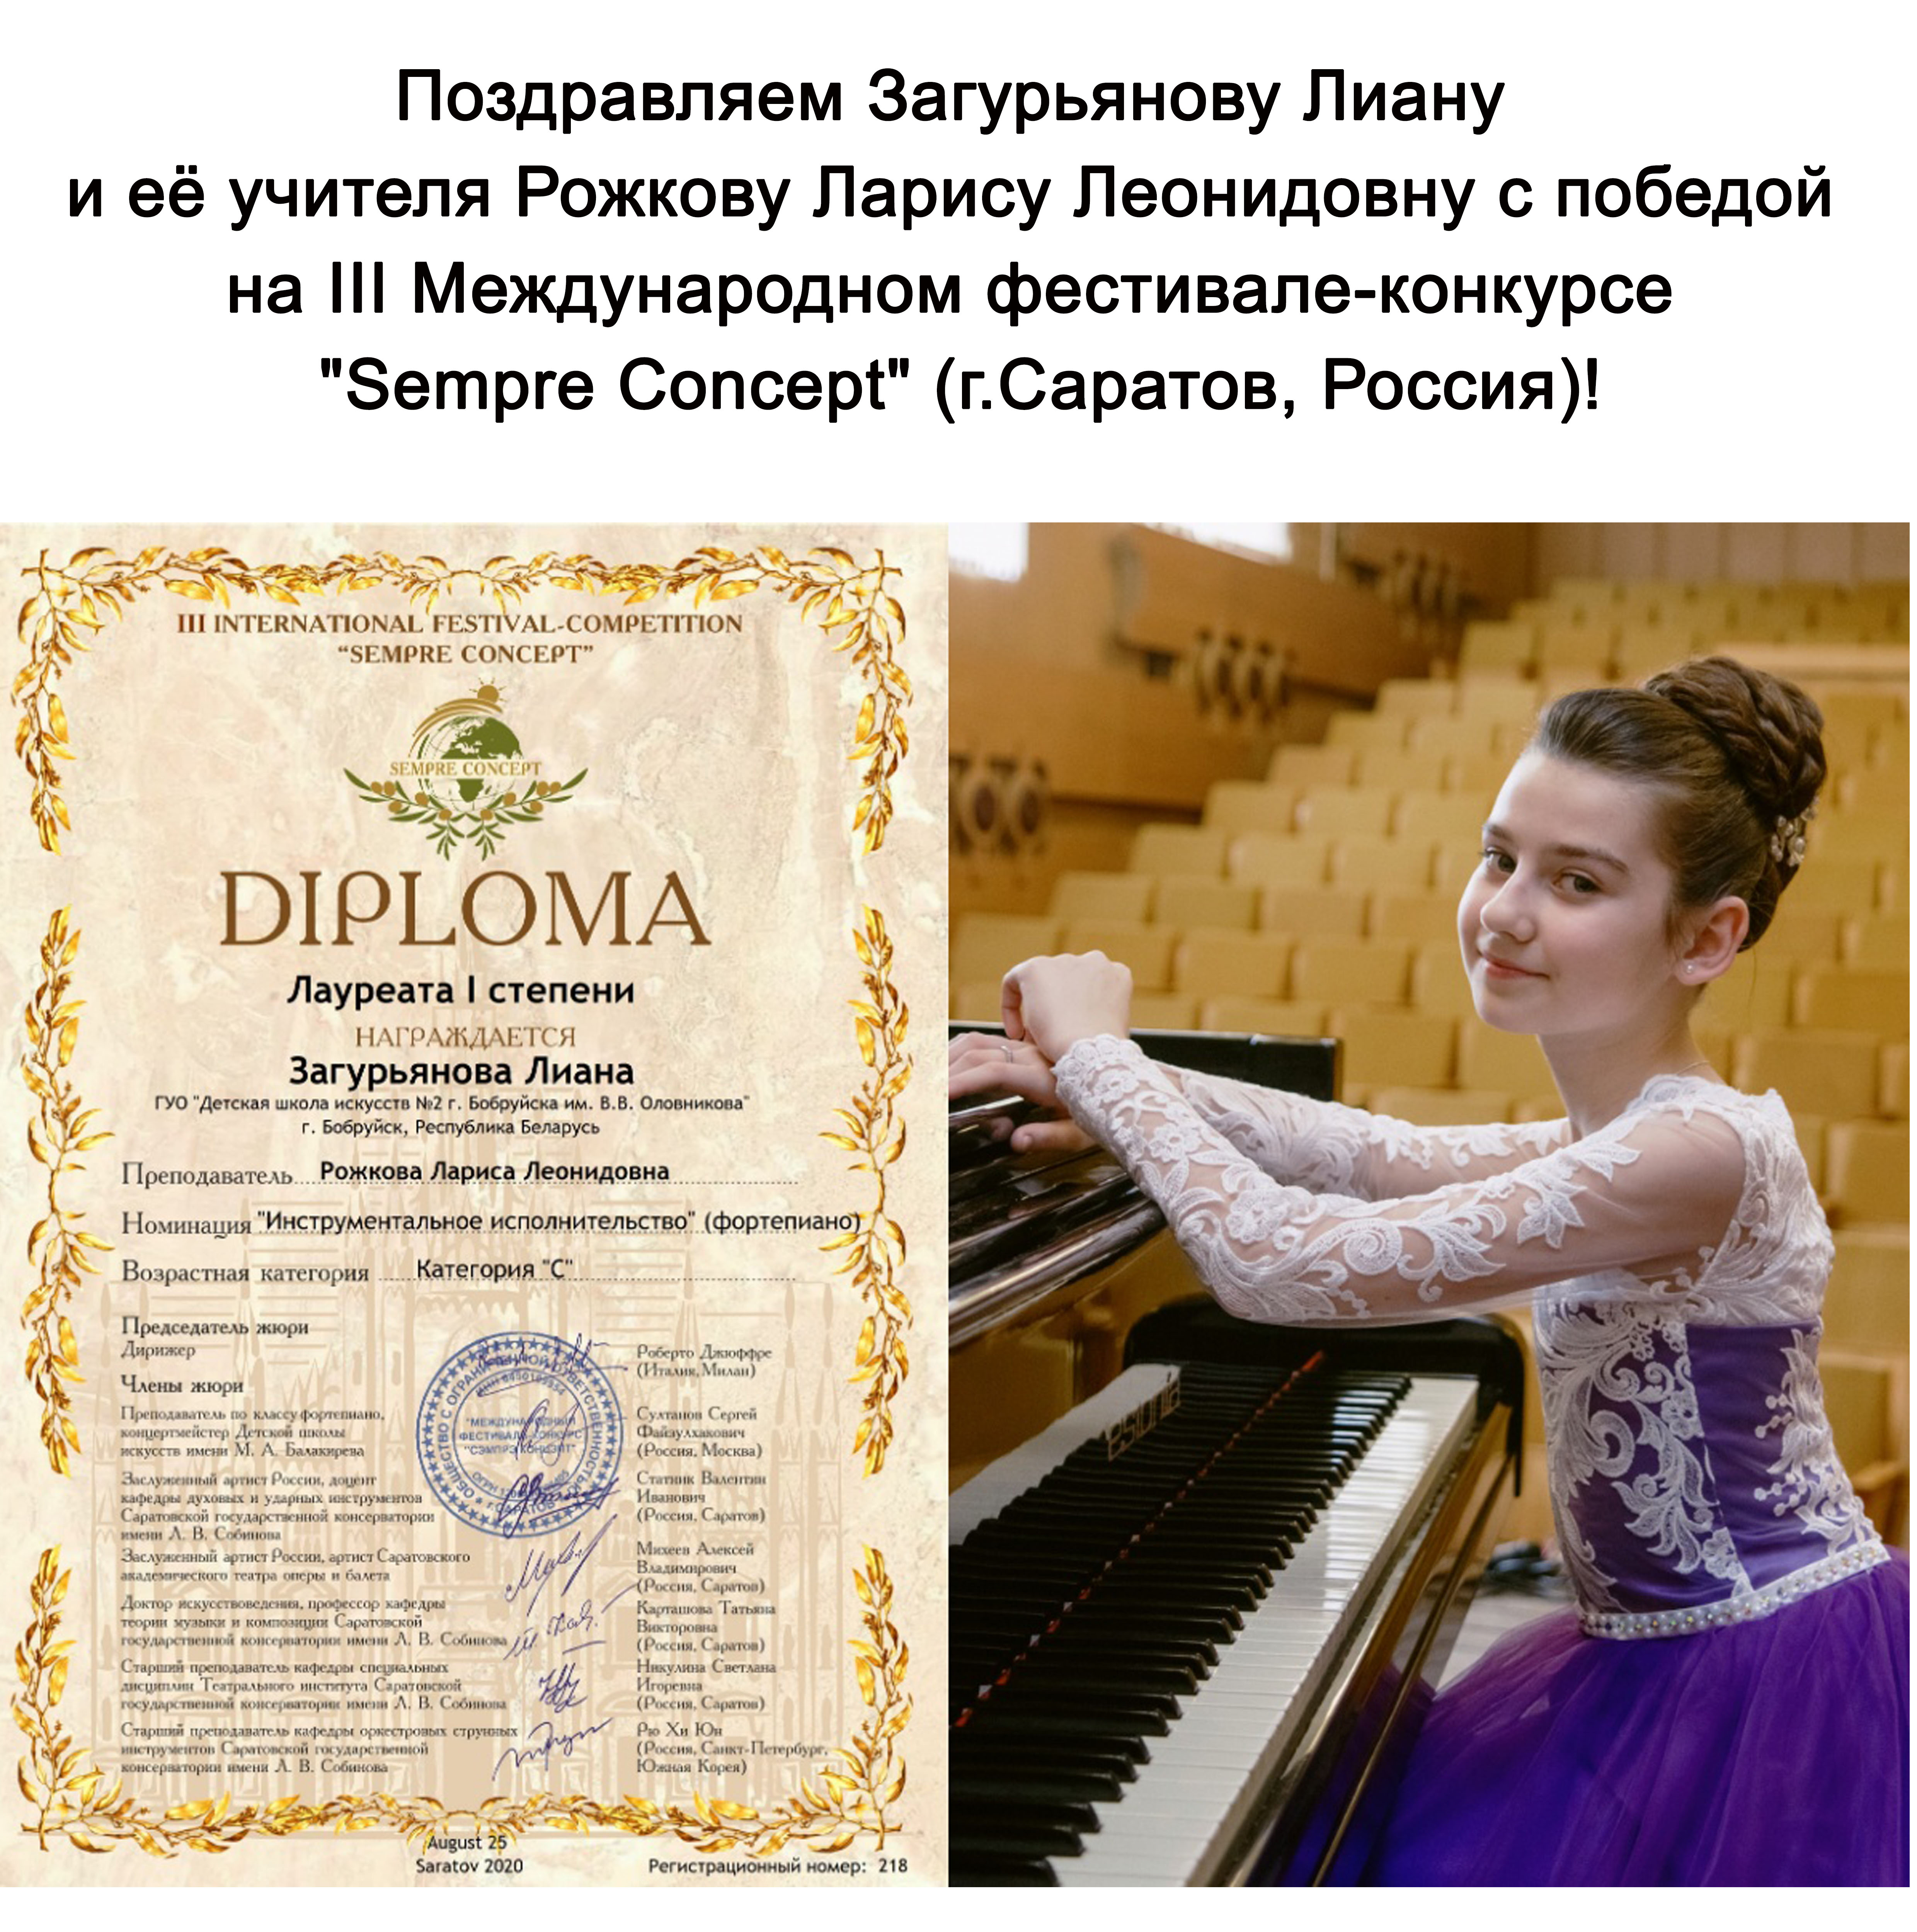 Поздравляем Загурьянову Лиану
и её учителя Рожкову Ларису Леонидовну с победой
на III Международном фестивале-конкурсе
"Sempre Concept" (г.Саратов, Россия)!
III INTERNATIONAL FESTIVAL-COMPETITION
“SEMPRE CONCEPT”
SEMPRE CONCEPT
DIPLOMA
Лауреата I степени
НАГРАЖДАЕТСЯ
Загурьянова Лиана
ГУО "Детская школа искусств №2 г. Бобруйска им. В.В. Оловникова"
г. Бобруйск, Республика Беларусь
Преподаватель Рожкова Лариса Леонидовна
Номинация "Инструментальное исполнительство" (фортепиано)
Возрастная категория Категория "С"
Председатель жюри
Дирижер
Роберто Джюффре
(Италия, Милан)
Члены жюри
Преподаватель по классу фортепиано,
концертмейстер Детской школы
искусств имени М. А. Балакирева
Султанов Сергей
Файзулхакович
(Россия, Москва)
Заслуженный артист России, доцент
кафедры духовых и ударных инструментов
Саратовской государственной консерватории
имени Л. В. Собинова
Статник Валентин
Иванович
(Россия, Саратов)
Заслуженный артист России, артист Саратовского
академического театра оперы и балета
Михеев Алексей
Владимирович
(Россия, Саратов)
Доктор искусствоведения, профессор кафедры
теории музыки и композиции Саратовской
государственной консерватории имени Л. В. Собинова
Карташова Татьяна
Викторовна
(Россия, Саратов)
Старший преподаватель кафедры специальных
дисциплин Театрального института Саратовской
государственной консерватории имени Л. В. Собинова
Никулина Светлана
Игоревна
(Россия, Саратов)
Старший преподаватель кафедры оркестровых струнных
инструментов Саратовской государственной
консерватории имени Л. В. Собинова
Рю Хи Юн
(Россия, Санкт-Петербург,
Южная Корея)
ОБЩЕСТВО С ОГРАНИЧЕННОЙ ОТВЕТСТВЕННОСТЬЮ
"МЕЖДУНАРОДНЫЙ
ФЕСТИВАЛЬ-КОНКУРС
"СЭМПРЭ КОНСЭПТ"
г. САРАТОВ
August 25
Saratov 2020
Регистрационный номер: 218